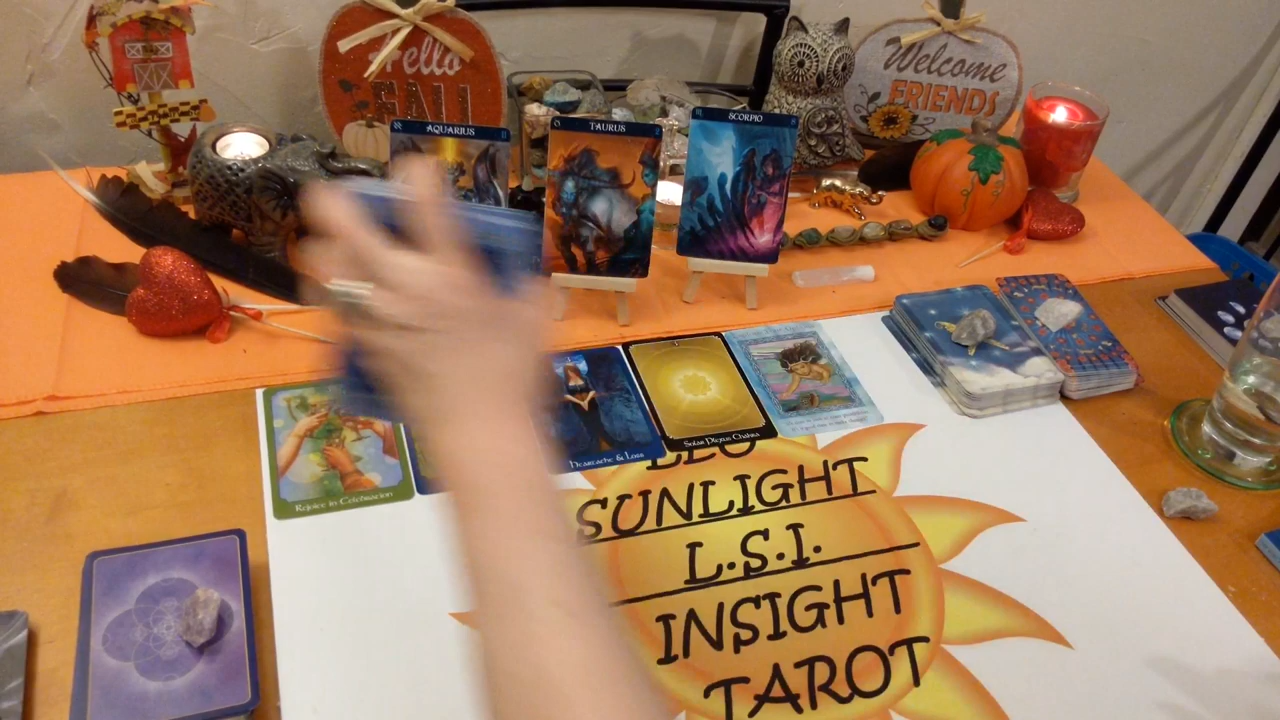 Hello
FALL
Welcome
FRIENDS
AQUARIUS
TAURUS
SCORPIO
Rejoice in Celebration
Heartache & Loss
Solar Plexus Chakra
LEO
SUNLIGHT
L.S.I.
INSIGHT
TAROT